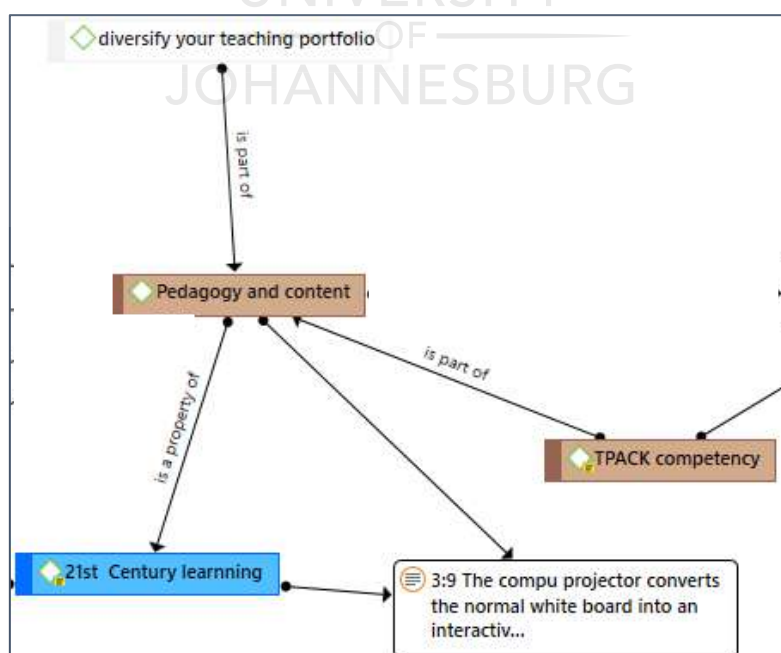 UNIVERSITY
OF
JOHANNESBURG
diversify your teaching portfolio
is part of
Pedagogy and content
is part of
is a property of
TPACK competency
21st Century learnning
3:9 The compu projector converts
the normal white board into an
interactiv...